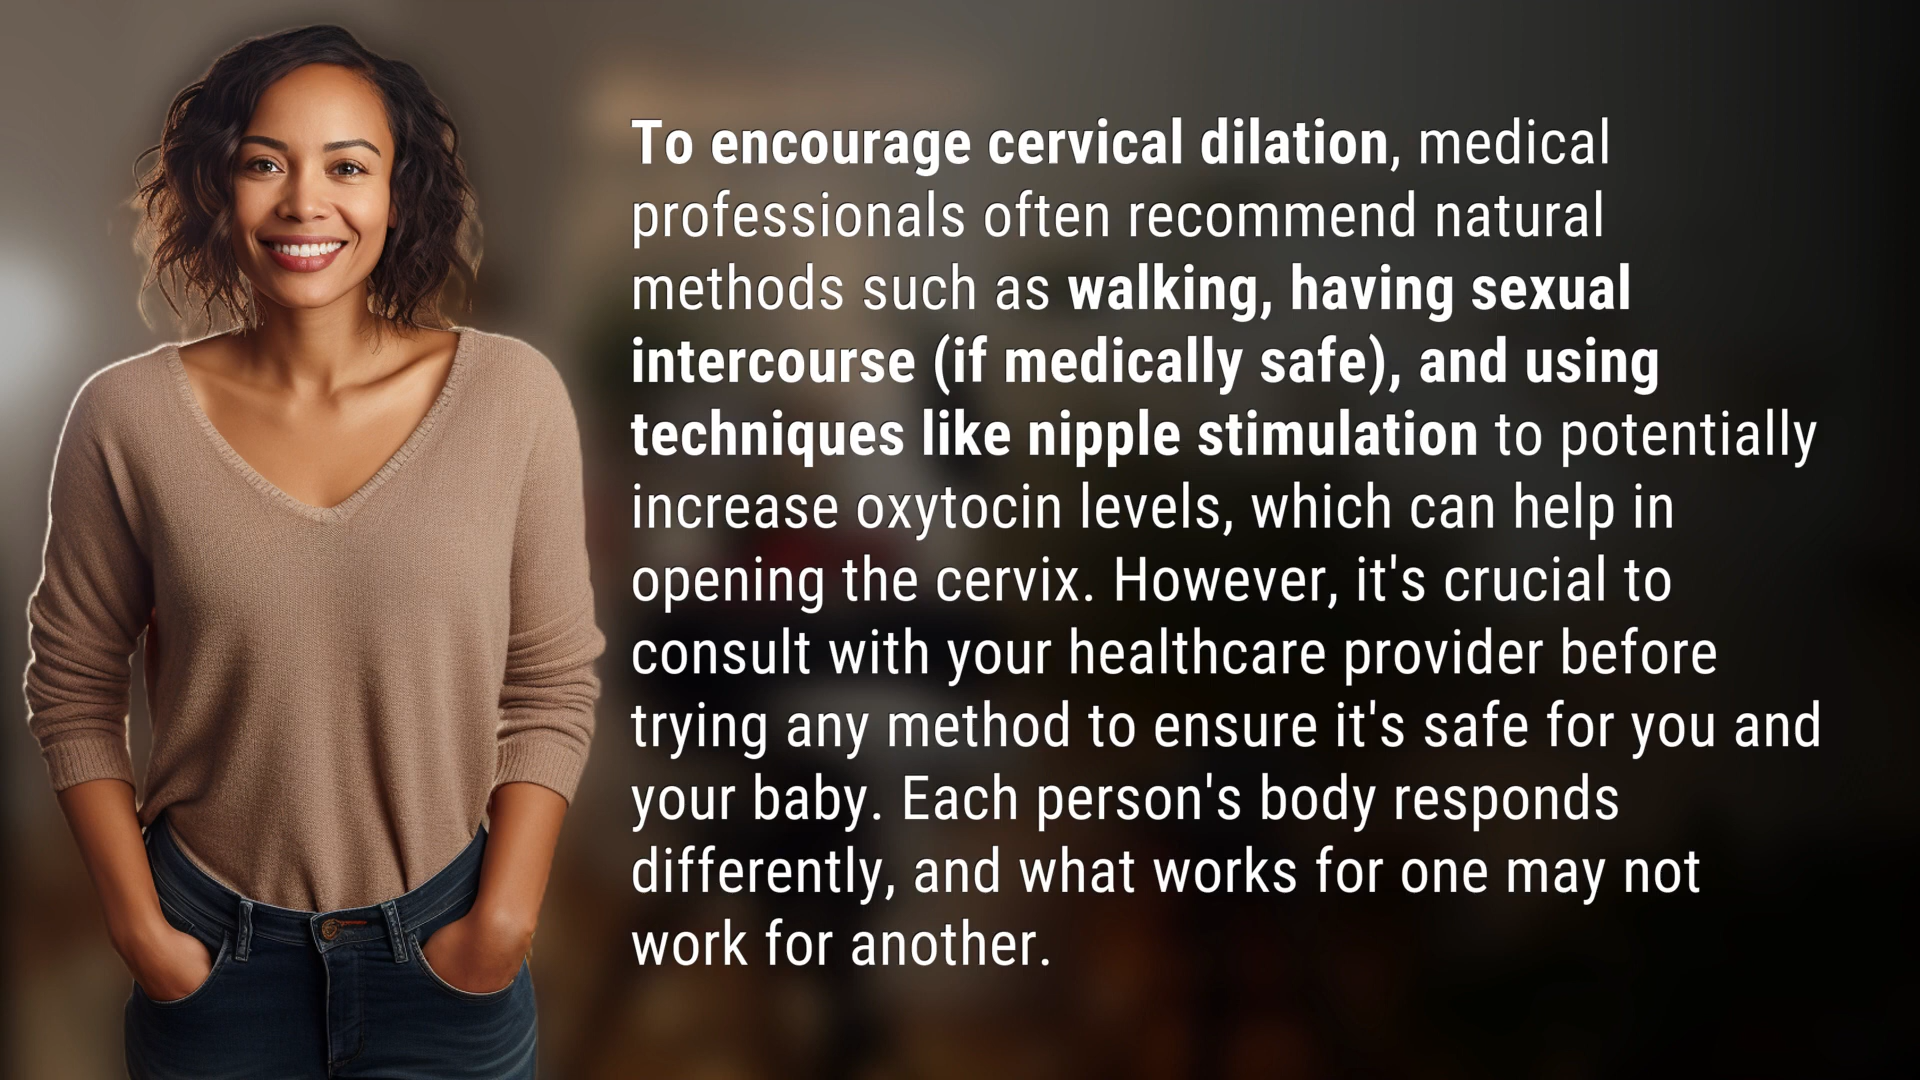 To encourage cervical dilation, medical
professionals often recommend natural
methods such as walking, having sexual
intercourse (if medically safe), and using
techniques like nipple stimulation to potentially
increase oxytocin levels, which can help in
opening the cervix. However, it's crucial to
consult with your healthcare provider before
trying any method to ensure it's safe for you and
your baby. Each person's body responds
differently, and what works for one may not
work for another.